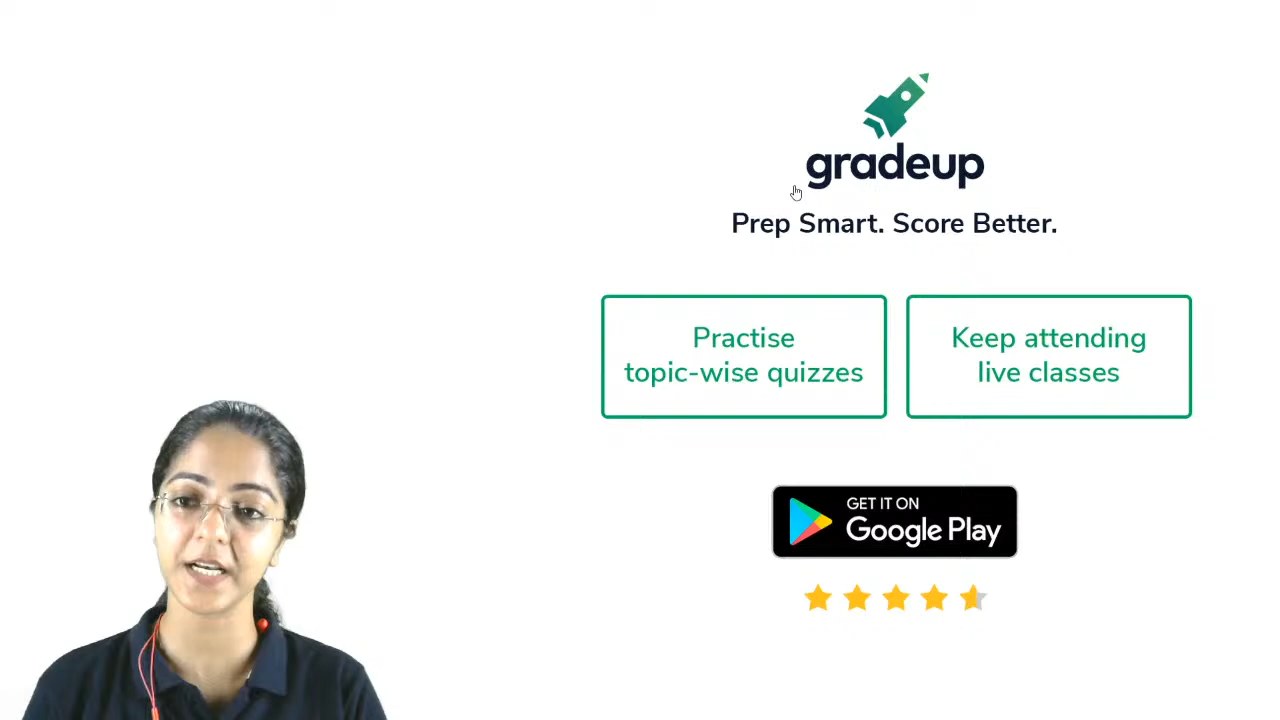 gradeup
Prep Smart. Score Better.
Practise
topic-wise quizzes
Keep attending
live classes
GET IT ON
Google Play